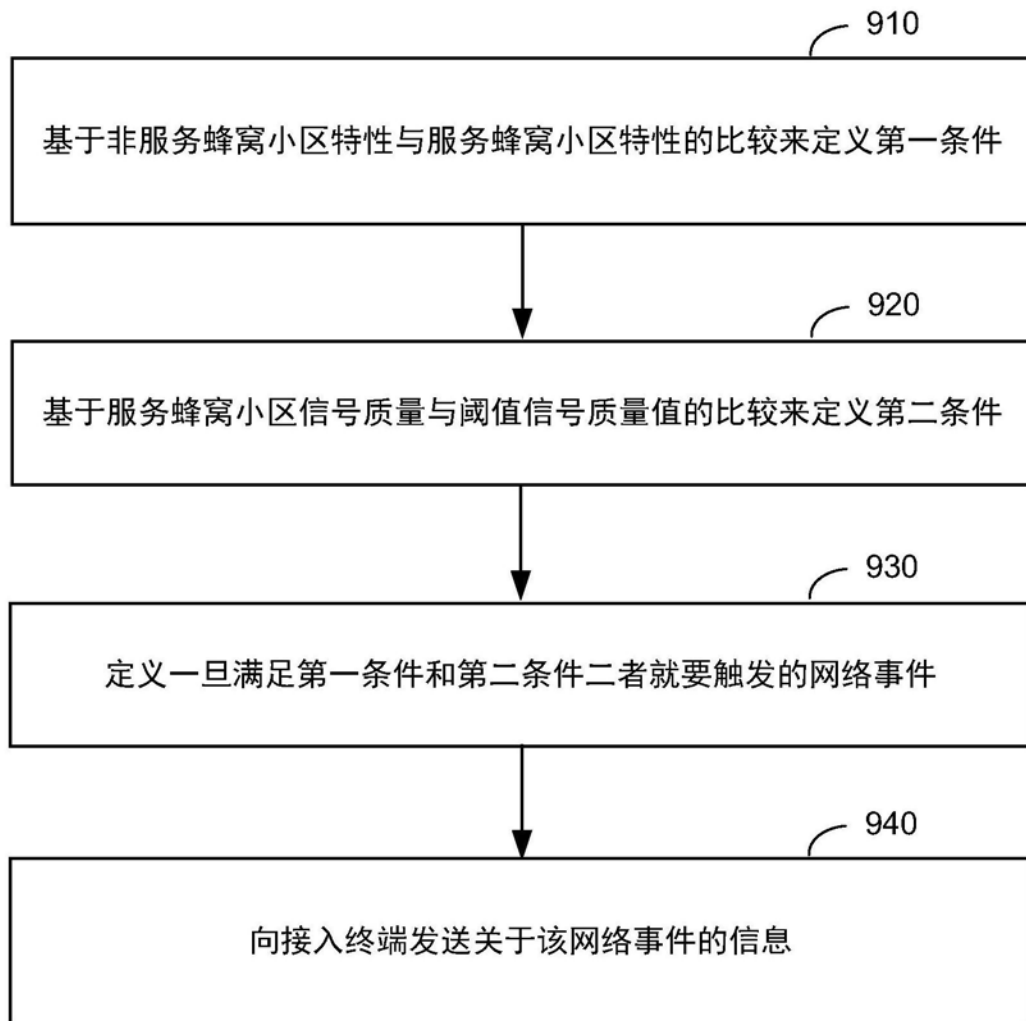 910
基于非服务蜂窝小区特性与服务蜂窝小区特性的比较来定义第一条件
920
基于服务蜂窝小区信号质量与阈值信号质量值的比较来定义第二条件
930
定义一旦满足第一条件和第二条件二者就要触发的网络事件
940
向接入终端发送关于该网络事件的信息